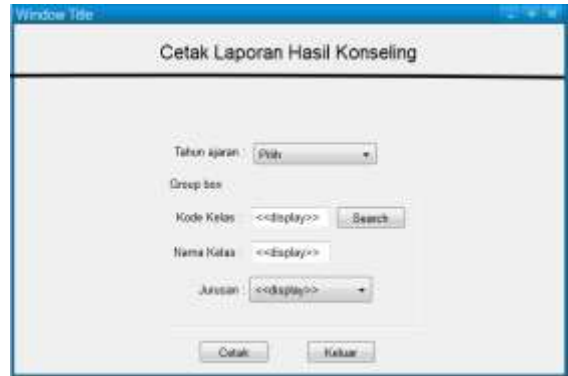 Window Title
Cetak Laporan Hasil Konseling
Tahun ajaran : Pilih
Group box
Kode Kelas : <<display>> Search
Nama Kelas : <<display>>
Jurusan : <<display>>
Cetak Keluar